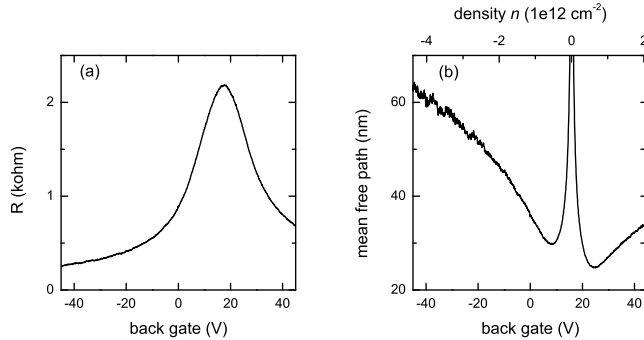 density n (1e12 cm-2)
-4 -2 0 2
(a)
(b)
2
1
0
R (kohm)
-40 -20 0 20 40
back gate (V)
60
40
20
mean free path (nm)
-40 -20 0 20 40
back gate (V)